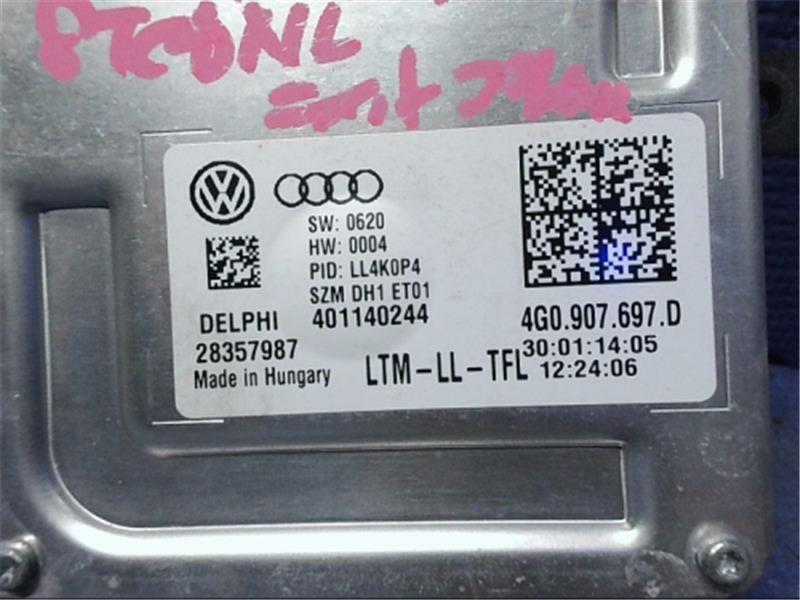 SW: 0620
HW: 0004
PID: LL4K0P4
SZM DH1 ET01
DELPHI 401140244
4G0.907.697.D
28357987
30:01:14:05
Made in Hungary
LTM-LL-TFL
12:24:06